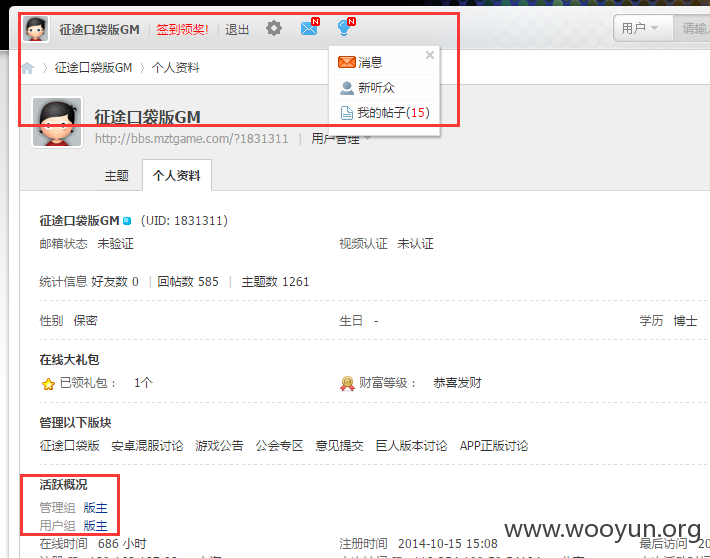 征途口袋版GM | 签到领奖! | 退出 N N 用户 请输
消息
征途口袋版GM 〉 个人资料
新听众
我的帖子(15)
征途口袋版GM
http://bbs.mztgame.com/?1831311 | 用户管理
主题 个人资料
征途口袋版GM (UID: 1831311)
邮箱状态 未验证 视频认证 未认证
统计信息 好友数 0 | 回帖数 585 | 主题数 1261
性别 保密 生日 - 学历 博士
在线大礼包
已领礼包： 1个 财富等级： 恭喜发财
管理以下版块
征途口袋版 安卓混服讨论 游戏公告 公会专区 意见提交 巨人版本讨论 APP正版讨论
活跃概况
管理组 版主
用户组 版主
在线时间 686 小时 注册时间 2014-10-15 15:08 最后访问
www.wooyun.org